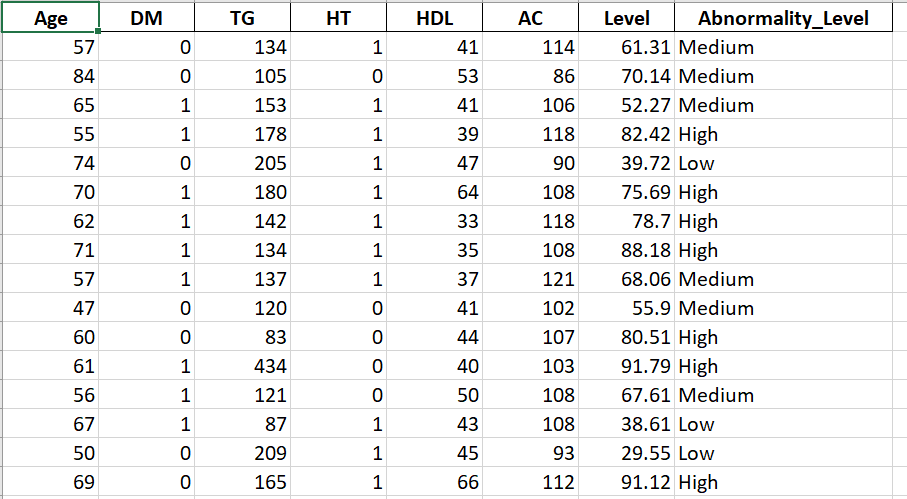 Age DM TG HT HDL AC Level Abnormality_Level
57 0 134 1 41 114 61.31 Medium
84 0 105 0 53 86 70.14 Medium
65 1 153 1 41 106 52.27 Medium
55 1 178 1 39 118 82.42 High
74 0 205 1 47 90 39.72 Low
70 1 180 1 64 108 75.69 High
62 1 142 1 33 118 78.7 High
71 1 134 1 35 108 88.18 High
57 1 137 1 37 121 68.06 Medium
47 0 120 0 41 102 55.9 Medium
60 0 83 0 44 107 80.51 High
61 1 434 0 40 103 91.79 High
56 1 121 0 50 108 67.61 Medium
67 1 87 1 43 108 38.61 Low
50 0 209 1 45 93 29.55 Low
69 0 165 1 66 112 91.12 High